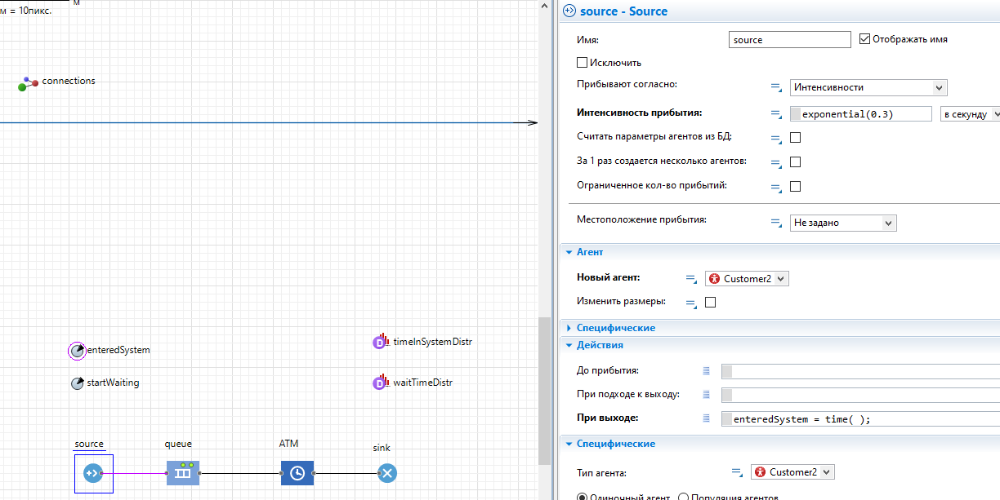 м
м = 10пикс.
connections
enteredSystem
startWaiting
timeInSystemDistr
waitTimeDistr
source
queue
ATM
sink
source - Source
Имя:
source
Отображать имя
Исключить
Прибывают согласно:
Интенсивности
Интенсивность прибытия:
exponential(0.3)
в секунду
Считать параметры агентов из БД:
За 1 раз создается несколько агентов:
Ограниченное кол-во прибытий:
Местоположение прибытия:
Не задано
Агент
Новый агент:
Customer2
Изменить размеры:
Специфические
Действия
До прибытия:
При подходе к выходу:
При выходе:
enteredSystem = time( );
Специфические
Тип агента:
Customer2
Одиночный агент
Популяция агентов